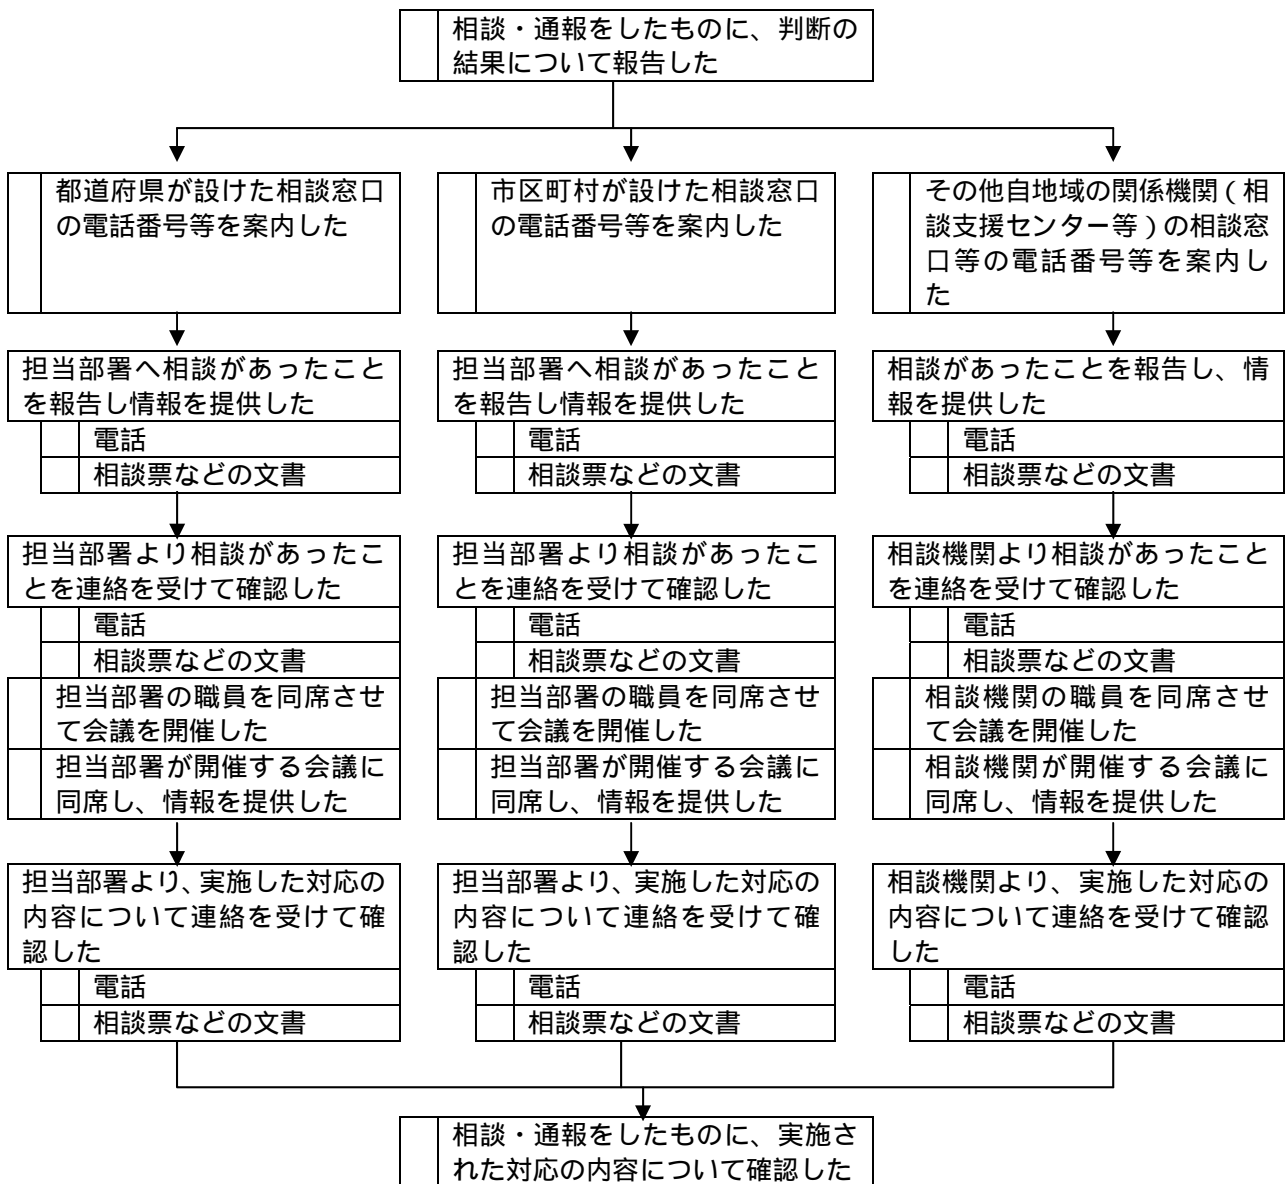 相談・通報をしたものに、判断の
結果について報告した
都道府県が設けた相談窓口
の電話番号等を案内した
市区町村が設けた相談窓口
の電話番号等を案内した
その他自地域の関係機関（相
談支援センター等）の相談窓
口等の電話番号等を案内し
た
担当部署へ相談があったこと
を報告し情報を提供した
電話
相談票などの文書
担当部署へ相談があったこと
を報告し情報を提供した
電話
相談票などの文書
相談があったことを報告し、情
報を提供した
電話
相談票などの文書
担当部署より相談があったこ
とを連絡を受けて確認した
電話
相談票などの文書
担当部署の職員を同席させ
て会議を開催した
担当部署が開催する会議に
同席し、情報を提供した
担当部署より相談があったこ
とを連絡を受けて確認した
電話
相談票などの文書
担当部署の職員を同席させ
て会議を開催した
担当部署が開催する会議に
同席し、情報を提供した
相談機関より相談があったこと
を連絡を受けて確認した
電話
相談票などの文書
相談機関の職員を同席させ
て会議を開催した
相談機関が開催する会議に
同席し、情報を提供した
担当部署より、実施した対応の
内容について連絡を受けて確
認した
電話
相談票などの文書
担当部署より、実施した対応の
内容について連絡を受けて確
認した
電話
相談票などの文書
相談機関より、実施した対応の
内容について連絡を受けて確認
した
電話
相談票などの文書
相談・通報をしたものに、実施さ
れた対応の内容について確認した